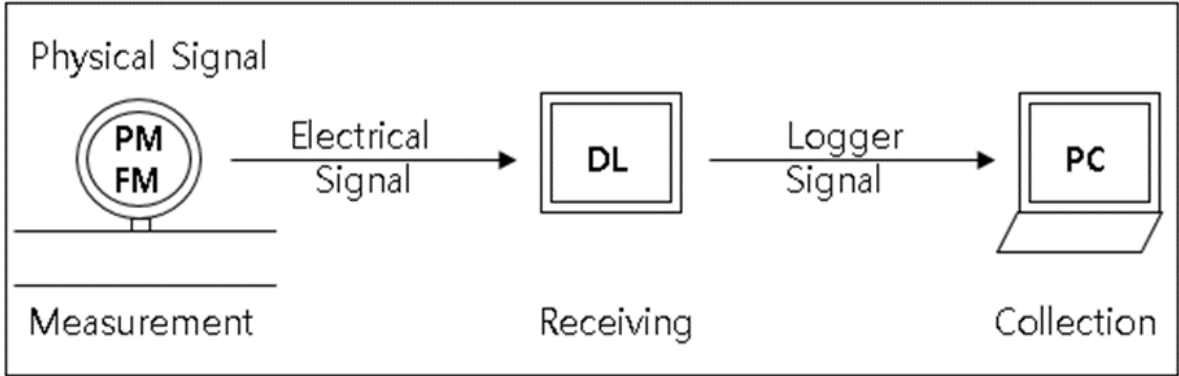 Physical Signal
PM
FM
Electrical
Signal
DL
Logger
Signal
PC
Measurement
Receiving
Collection